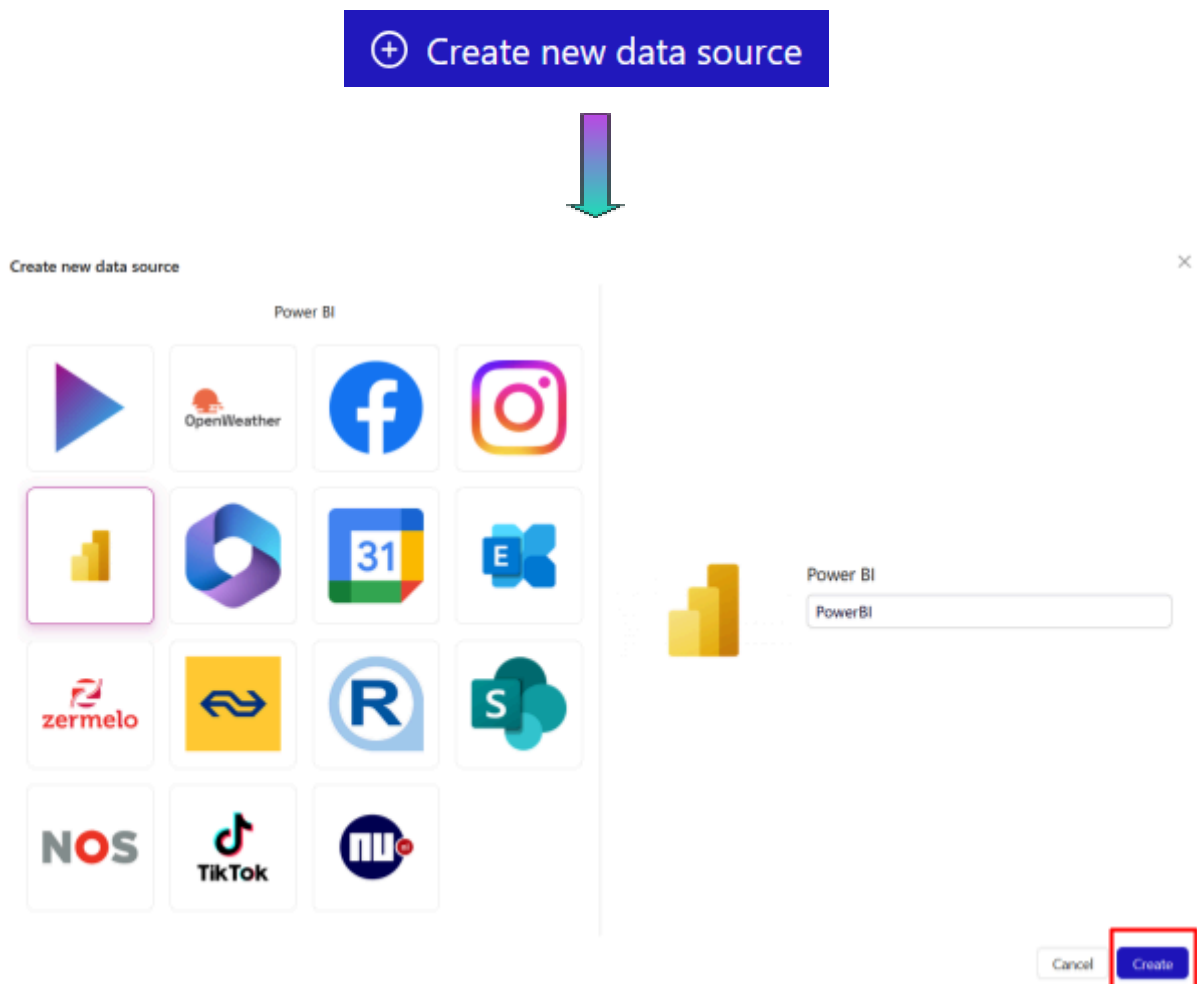 Create new data source
Create new data source
Power BI
OpenWeather
31
E
Power BI
PowerBI
zermelo
R
S
NOS
TikTok
nu
nl
Cancel
Create